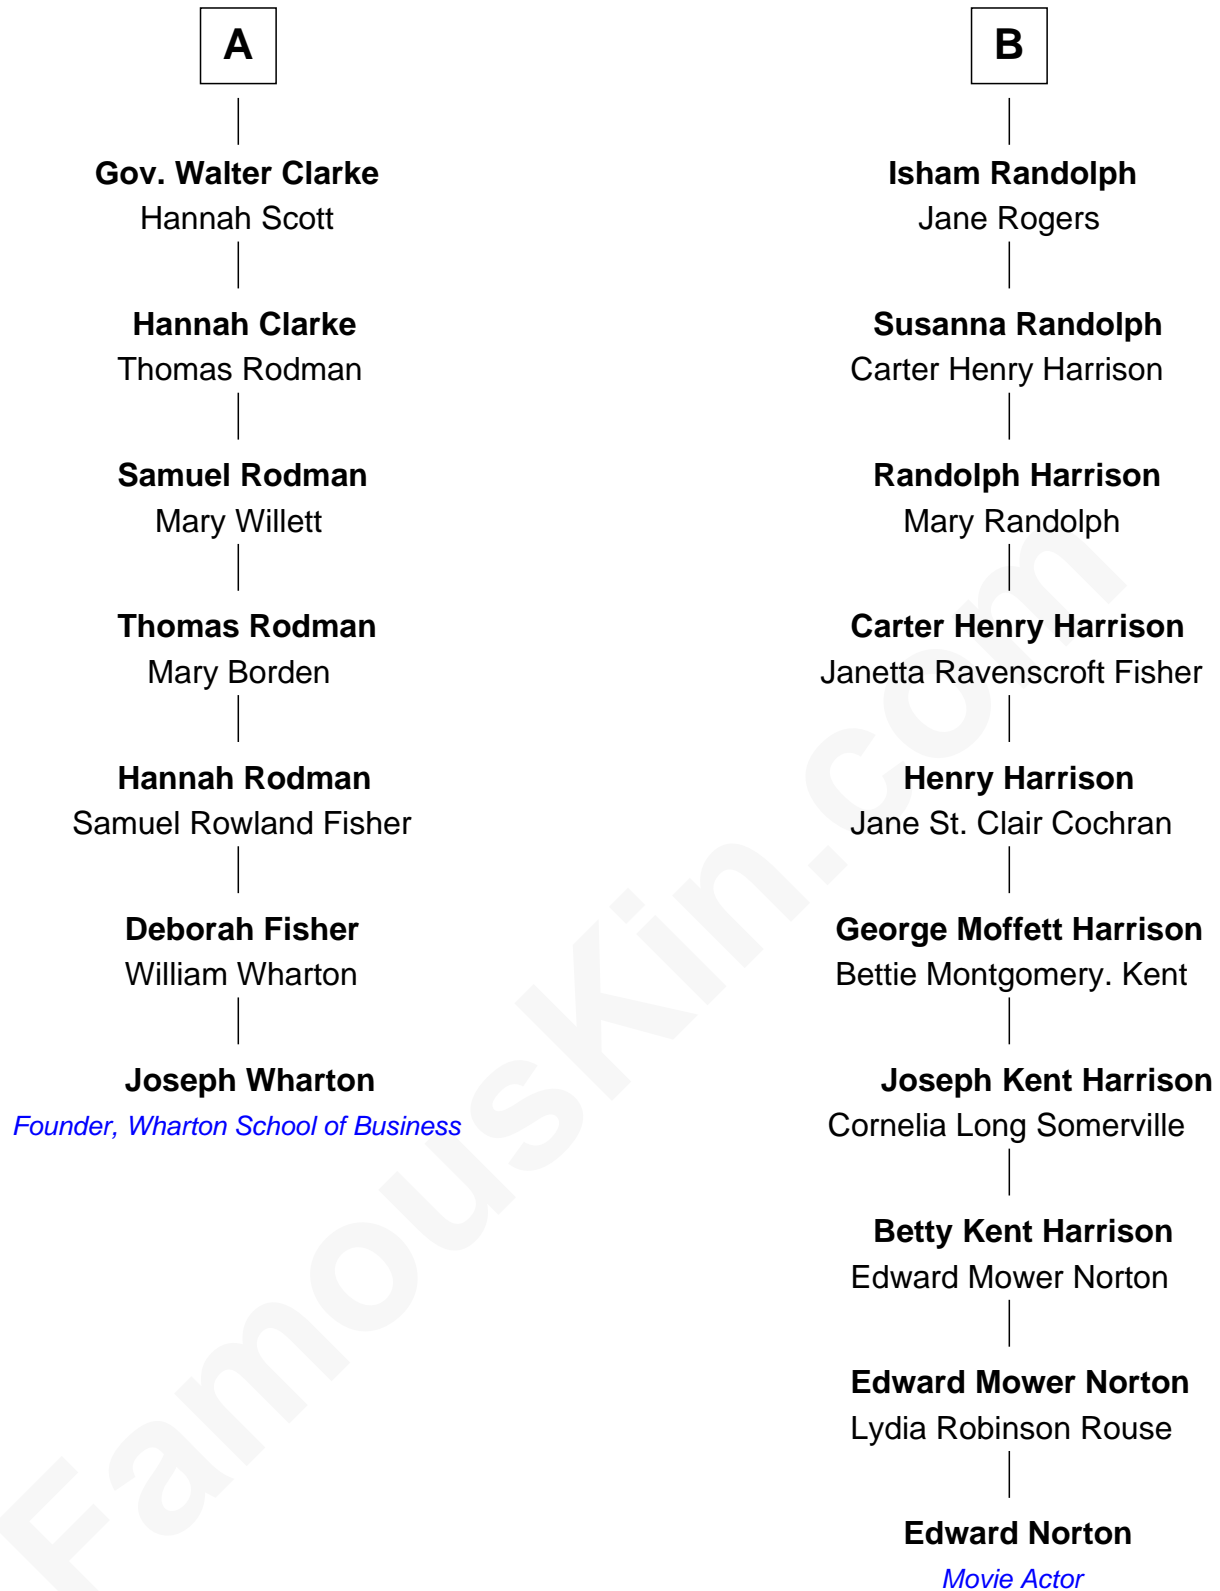 A
Gov. Walter Clarke
Hannah Scott
Hannah Clarke
Thomas Rodman
Samuel Rodman
Mary Willett
Thomas Rodman
Mary Borden
Hannah Rodman
Samuel Rowland Fisher
Deborah Fisher
William Wharton
Joseph Wharton
Founder, Wharton School of Business
B
Isham Randolph
Jane Rogers
Susanna Randolph
Carter Henry Harrison
Randolph Harrison
Mary Randolph
Carter Henry Harrison
Janetta Ravenscroft Fisher
Henry Harrison
Jane St. Clair Cochran
George Moffett Harrison
Bettie Montgomery. Kent
Joseph Kent Harrison
Cornelia Long Somerville
Betty Kent Harrison
Edward Mower Norton
Edward Mower Norton
Lydia Robinson Rouse
Edward Norton
Movie Actor
FamousKin.com